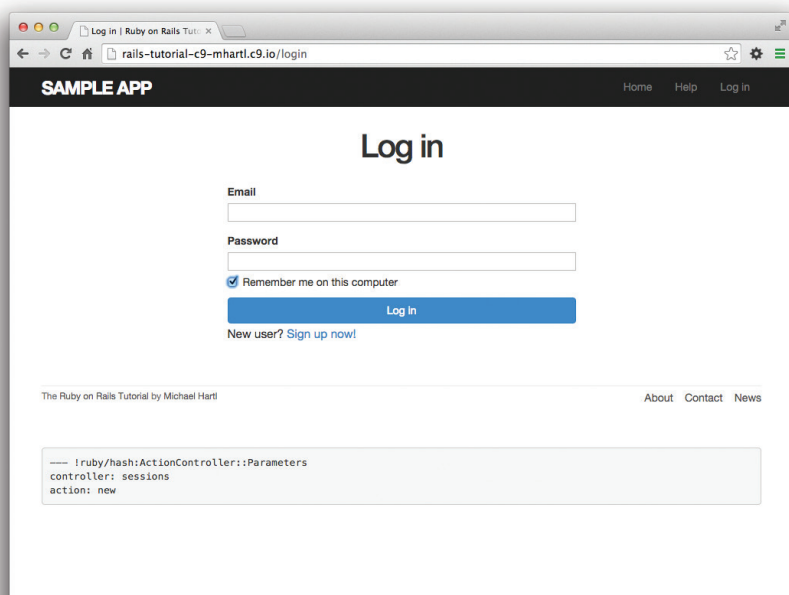 Log in | Ruby on Rails Tuto
rails-tutorial-c9-mhartl.c9.io/login
SAMPLE APP
Home Help Log in
Log in
Email
Password
Remember me on this computer
Log in
New user? Sign up now!
The Ruby on Rails Tutorial by Michael Hartl
About Contact News
--- !ruby/hash:ActionController::Parameters
controller: sessions
action: new